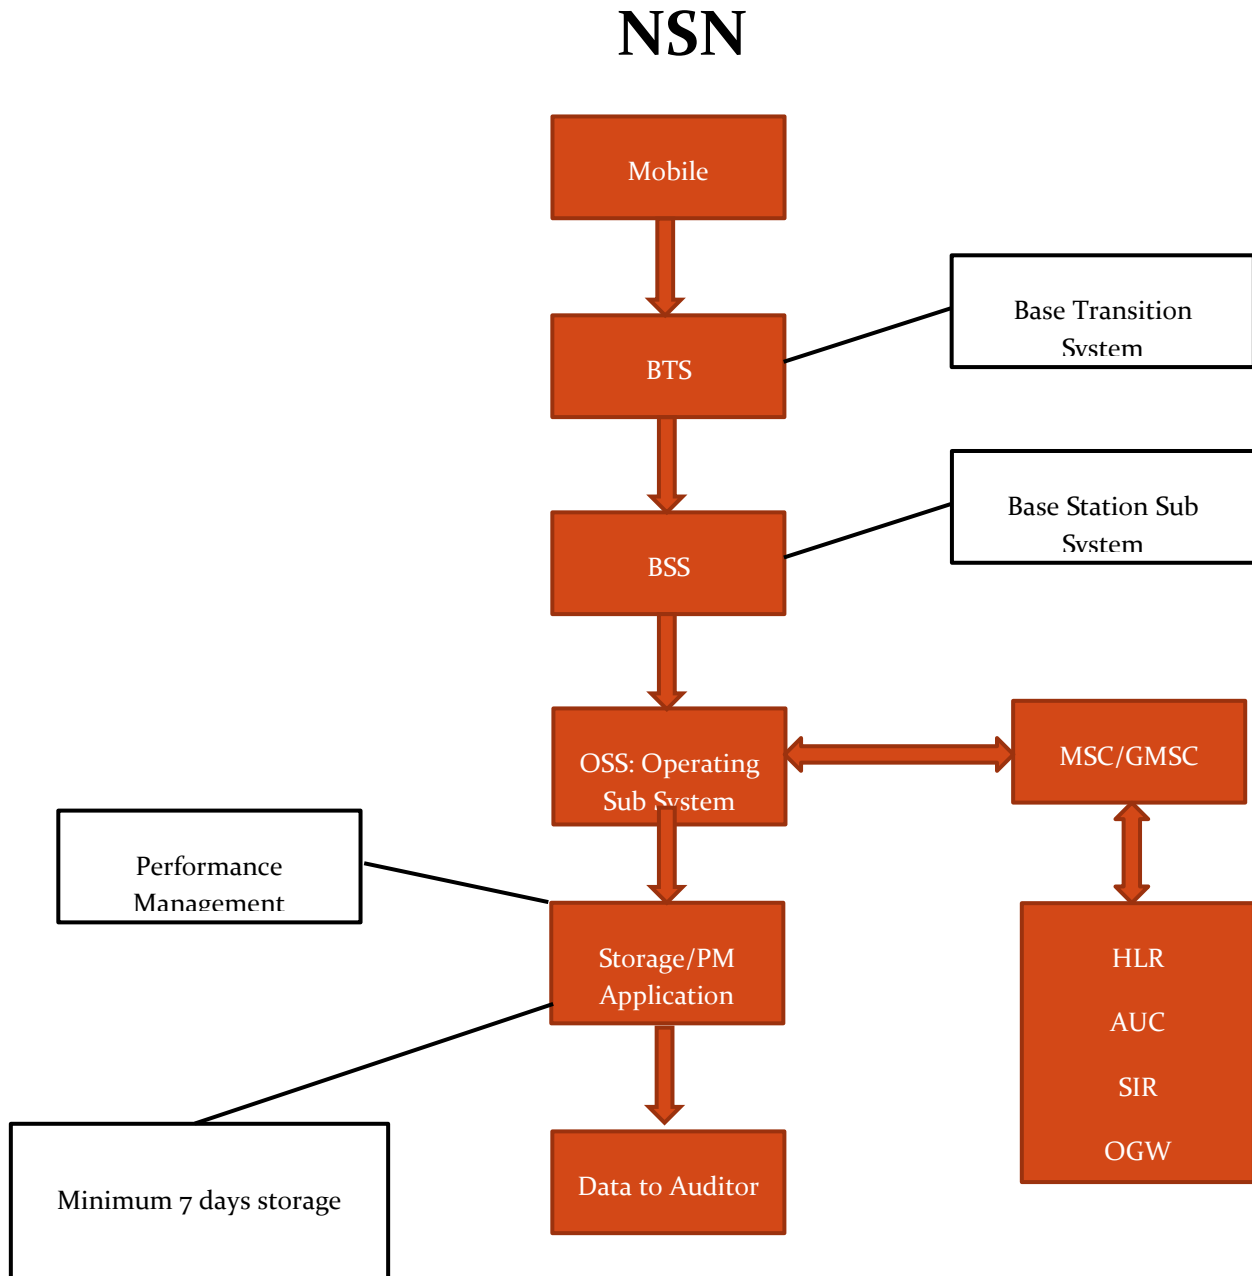 NSN
Mobile
Base Transition
System
BTS
Base Station Sub
System
BSS
OSS: Operating
Sub System
MSC/GMSC
Performance
Management
Storage/PM
Application
HLR
AUC
SIR
OGW
Data to Auditor
Minimum 7 days storage